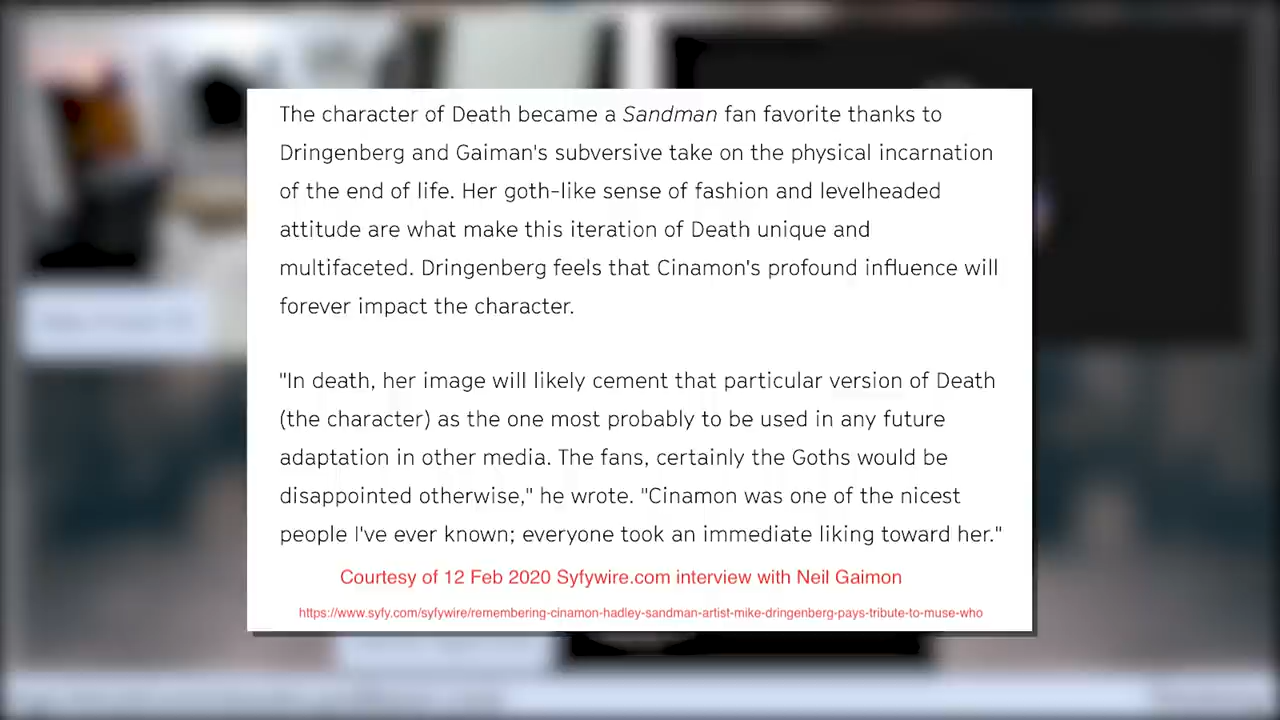 The character of Death became a Sandman fan favorite thanks to
Dringenberg and Gaiman's subversive take on the physical incarnation
of the end of life. Her goth-like sense of fashion and levelheaded
attitude are what make this iteration of Death unique and
multifaceted. Dringenberg feels that Cinamon's profound influence will
forever impact the character.
"In death, her image will likely cement that particular version of Death
(the character) as the one most probably to be used in any future
adaptation in other media. The fans, certainly the Goths would be
disappointed otherwise," he wrote. "Cinamon was one of the nicest
people I've ever known; everyone took an immediate liking toward her."
Courtesy of 12 Feb 2020 Syfywire.com interview with Neil Gaimon
https://www.syfy.com/syfywire/remembering-cinamon-hadley-sandman-artist-mike-dringenberg-pays-tribute-to-muse-who